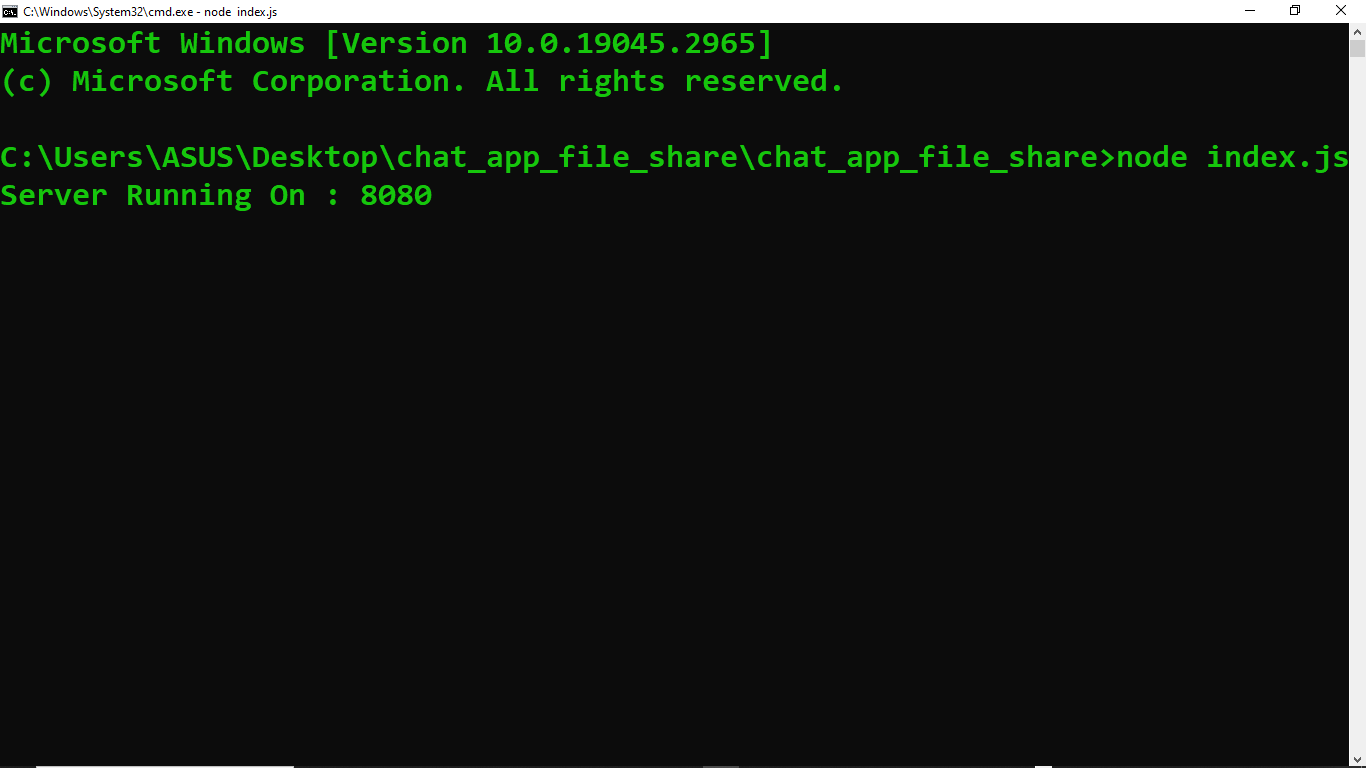 C:\Windows\System32\cmd.exe - node  index.js
Microsoft Windows [Version 10.0.19045.2965]
(c) Microsoft Corporation. All rights reserved.
C:\Users\ASUS\Desktop\chat_app_file_share\chat_app_file_share>node index.js
Server Running On : 8080